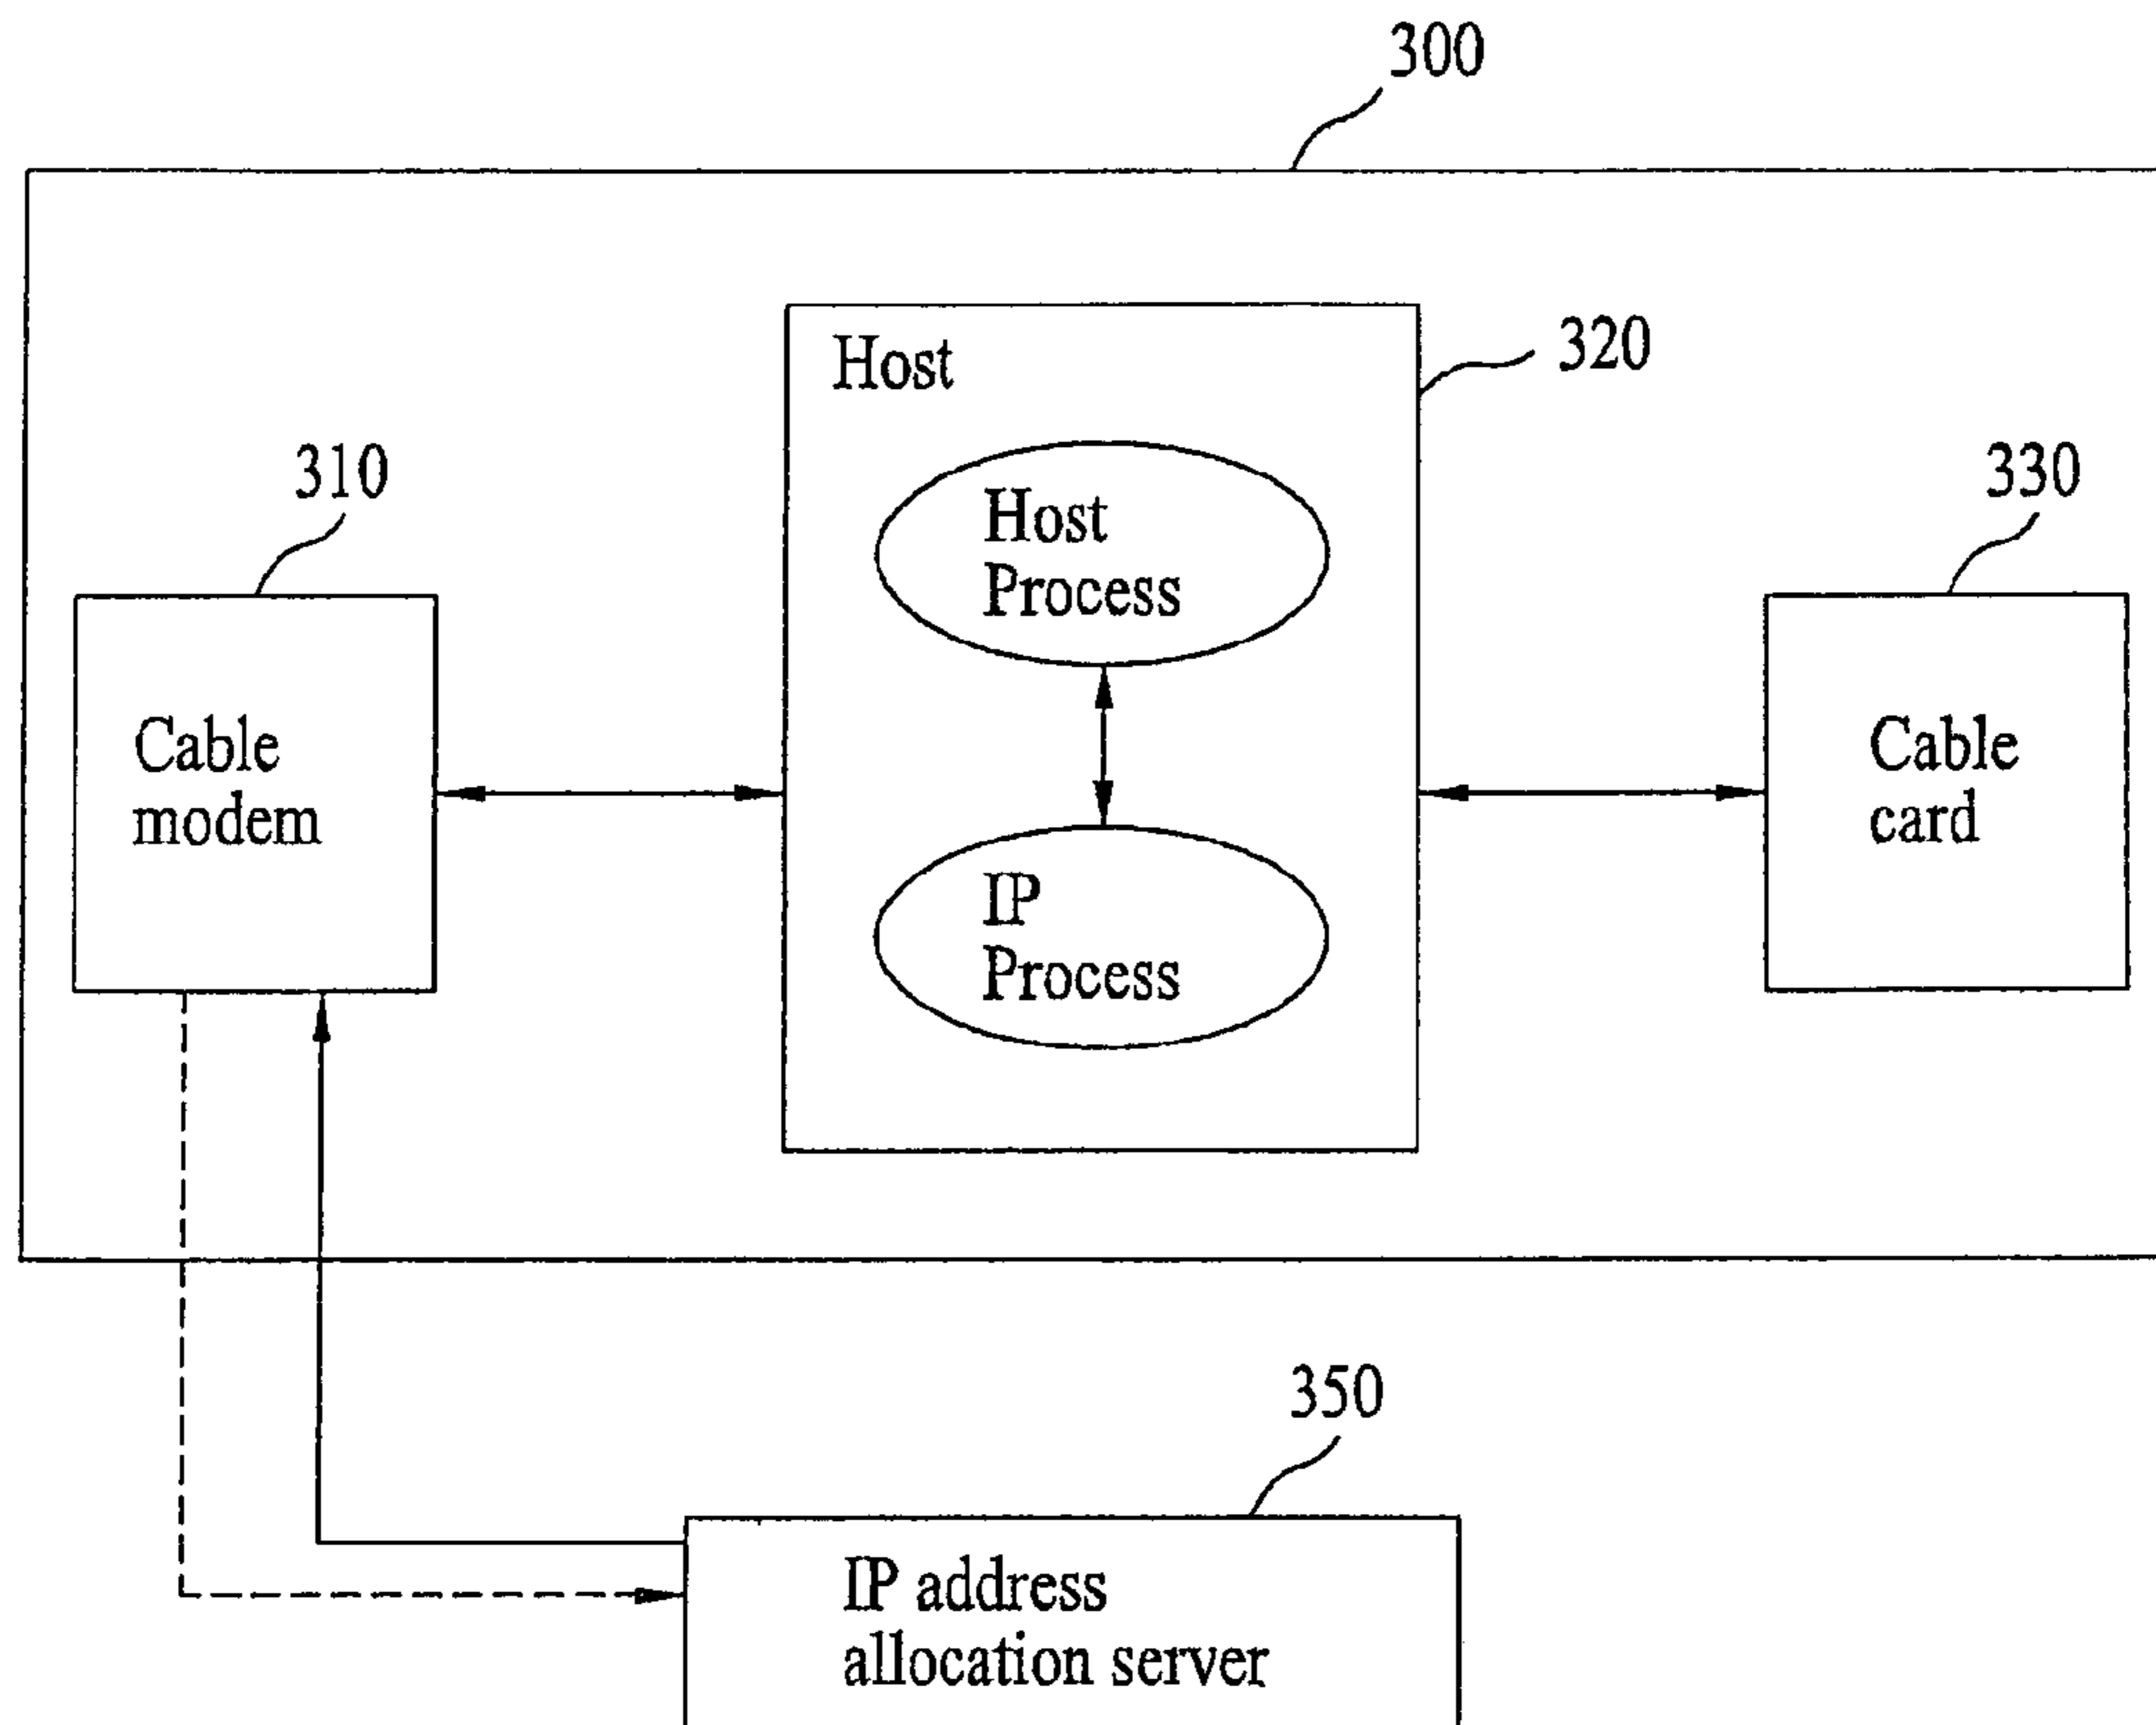 300
Host
320
310
Host
Process
330
Cable
modem
Cable
card
IP
Process
350
IP address
allocation server